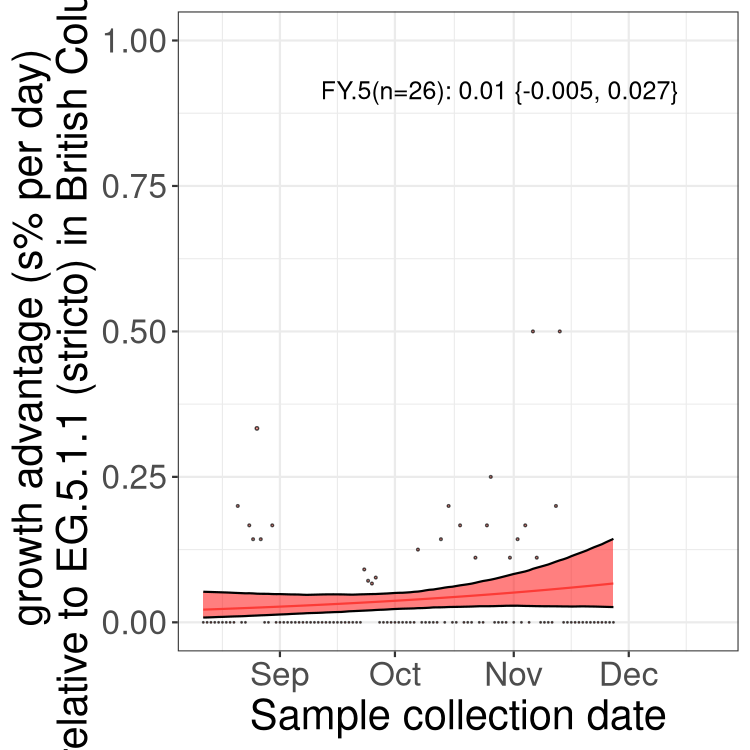 growth advantage (s% per day)
relative to EG.5.1.1 (stricto) in British Colu
1.00
0.75
0.50
0.25
0.00
FY.5(n=26): 0.01 {-0.005, 0.027}
Sep Oct Nov Dec
Sample collection date